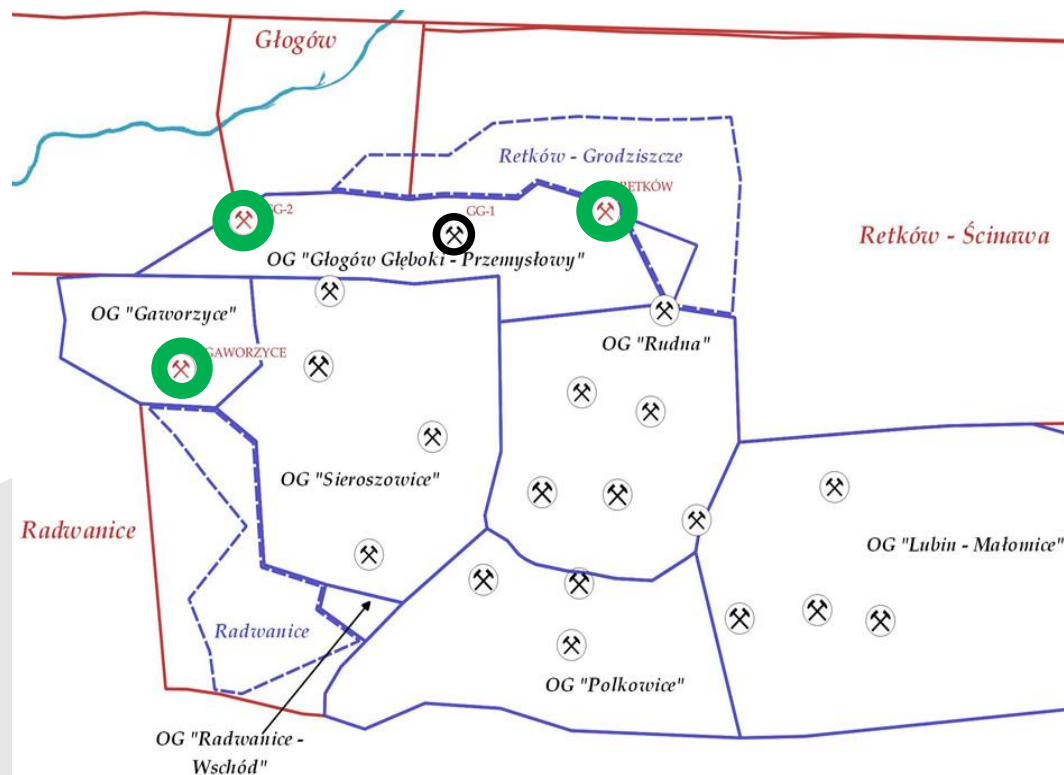 Głogów
Retków - Grodziszcze
RETKÓW
GG-2
GG-1
Retków - Ścinawa
OG "Głogów Głęboki - Przemysłowy"
OG "Gaworzyce"
OG "Rudna"
GAWORZYCE
OG "Sieroszowice"
Radwanice
OG "Lubin - Małomice"
Radwanice
OG "Polkowice"
OG "Radwanice -
Wschód"